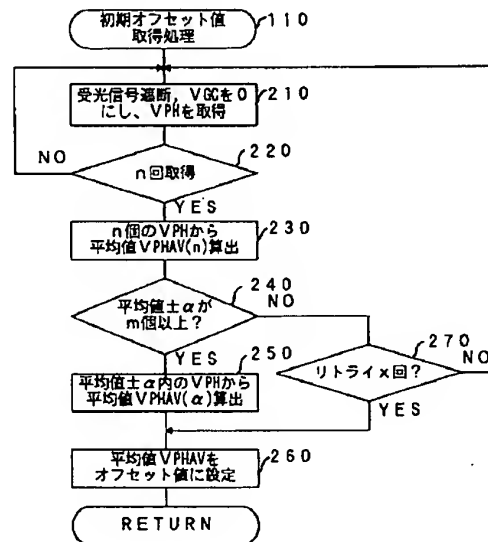 初期オフセット値
取得処理
110
受光信号遮断,VGCを0
にし、VPHを取得
210
NO
220
n回取得
YES
230
n個のVPHから
平均値VPHAV(n)算出
240
NO
平均値±αが
m個以上?
270
YES
250
リトライx回?
NO
平均値±α内のVPHから
平均値VPHAV(α)算出
YES
260
平均値VPHAVを
オフセット値に設定
RETURN